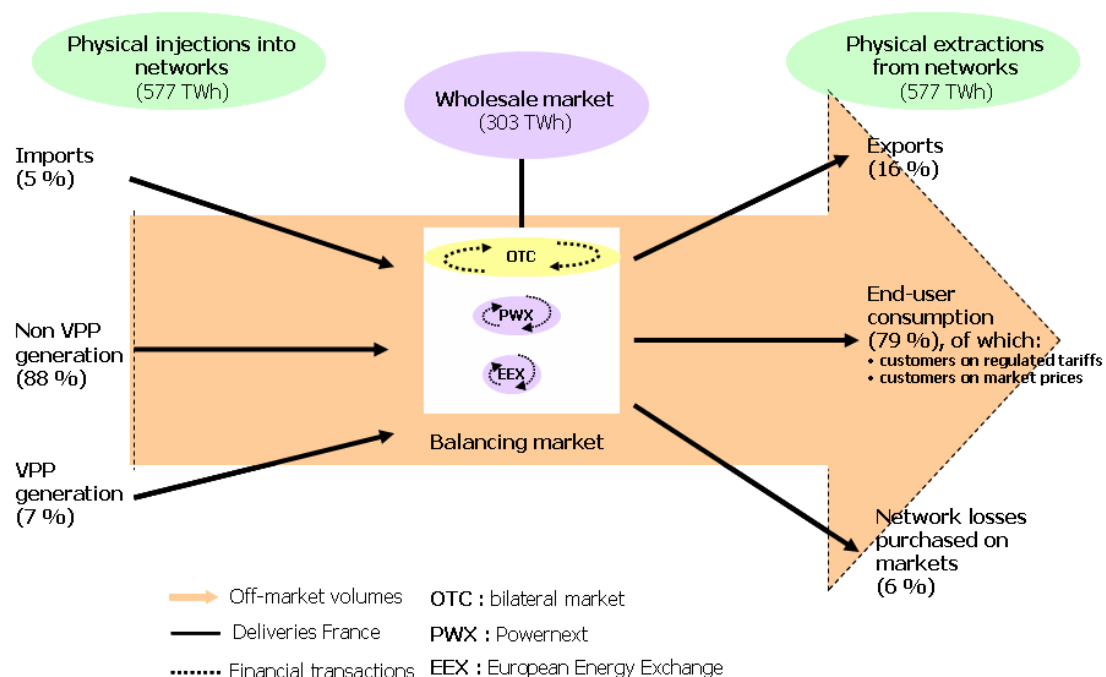 Physical injections into
networks
(577 TWh)
Wholesale market
(303 TWh)
Physical extractions
from networks
(577 TWh)
Imports
(5 %)
Exports
(16 %)
OTC
PWX
EEX
Non VPP
generation
(88 %)
End-user
consumption
(79 %), of which:
• customers on regulated tariffs
• customers on market prices
Balancing market
VPP
generation
(7 %)
Network losses
purchased on
markets
(6 %)
Off-market volumes
Deliveries France
Financial transactions
OTC : bilateral market
PWX : Powernext
EEX : European Energy Exchange